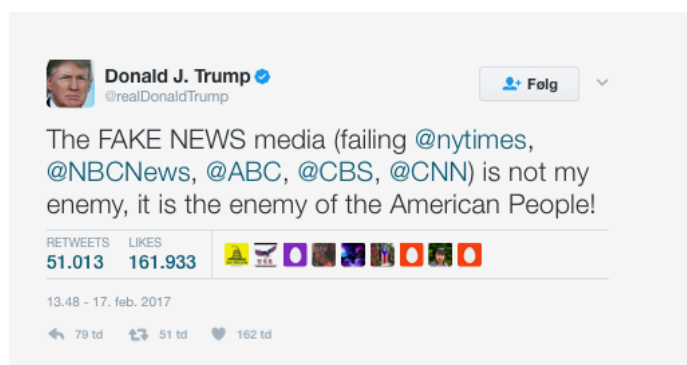 Donald J. Trump
@realDonaldTrump
Følg
The FAKE NEWS media (failing @nytimes,
@NBCNews, @ABC, @CBS, @CNN) is not my
enemy, it is the enemy of the American People!
RETWEETS LIKES
51.013 161.933
13.48 - 17. feb. 2017
79 td 51 td 162 td